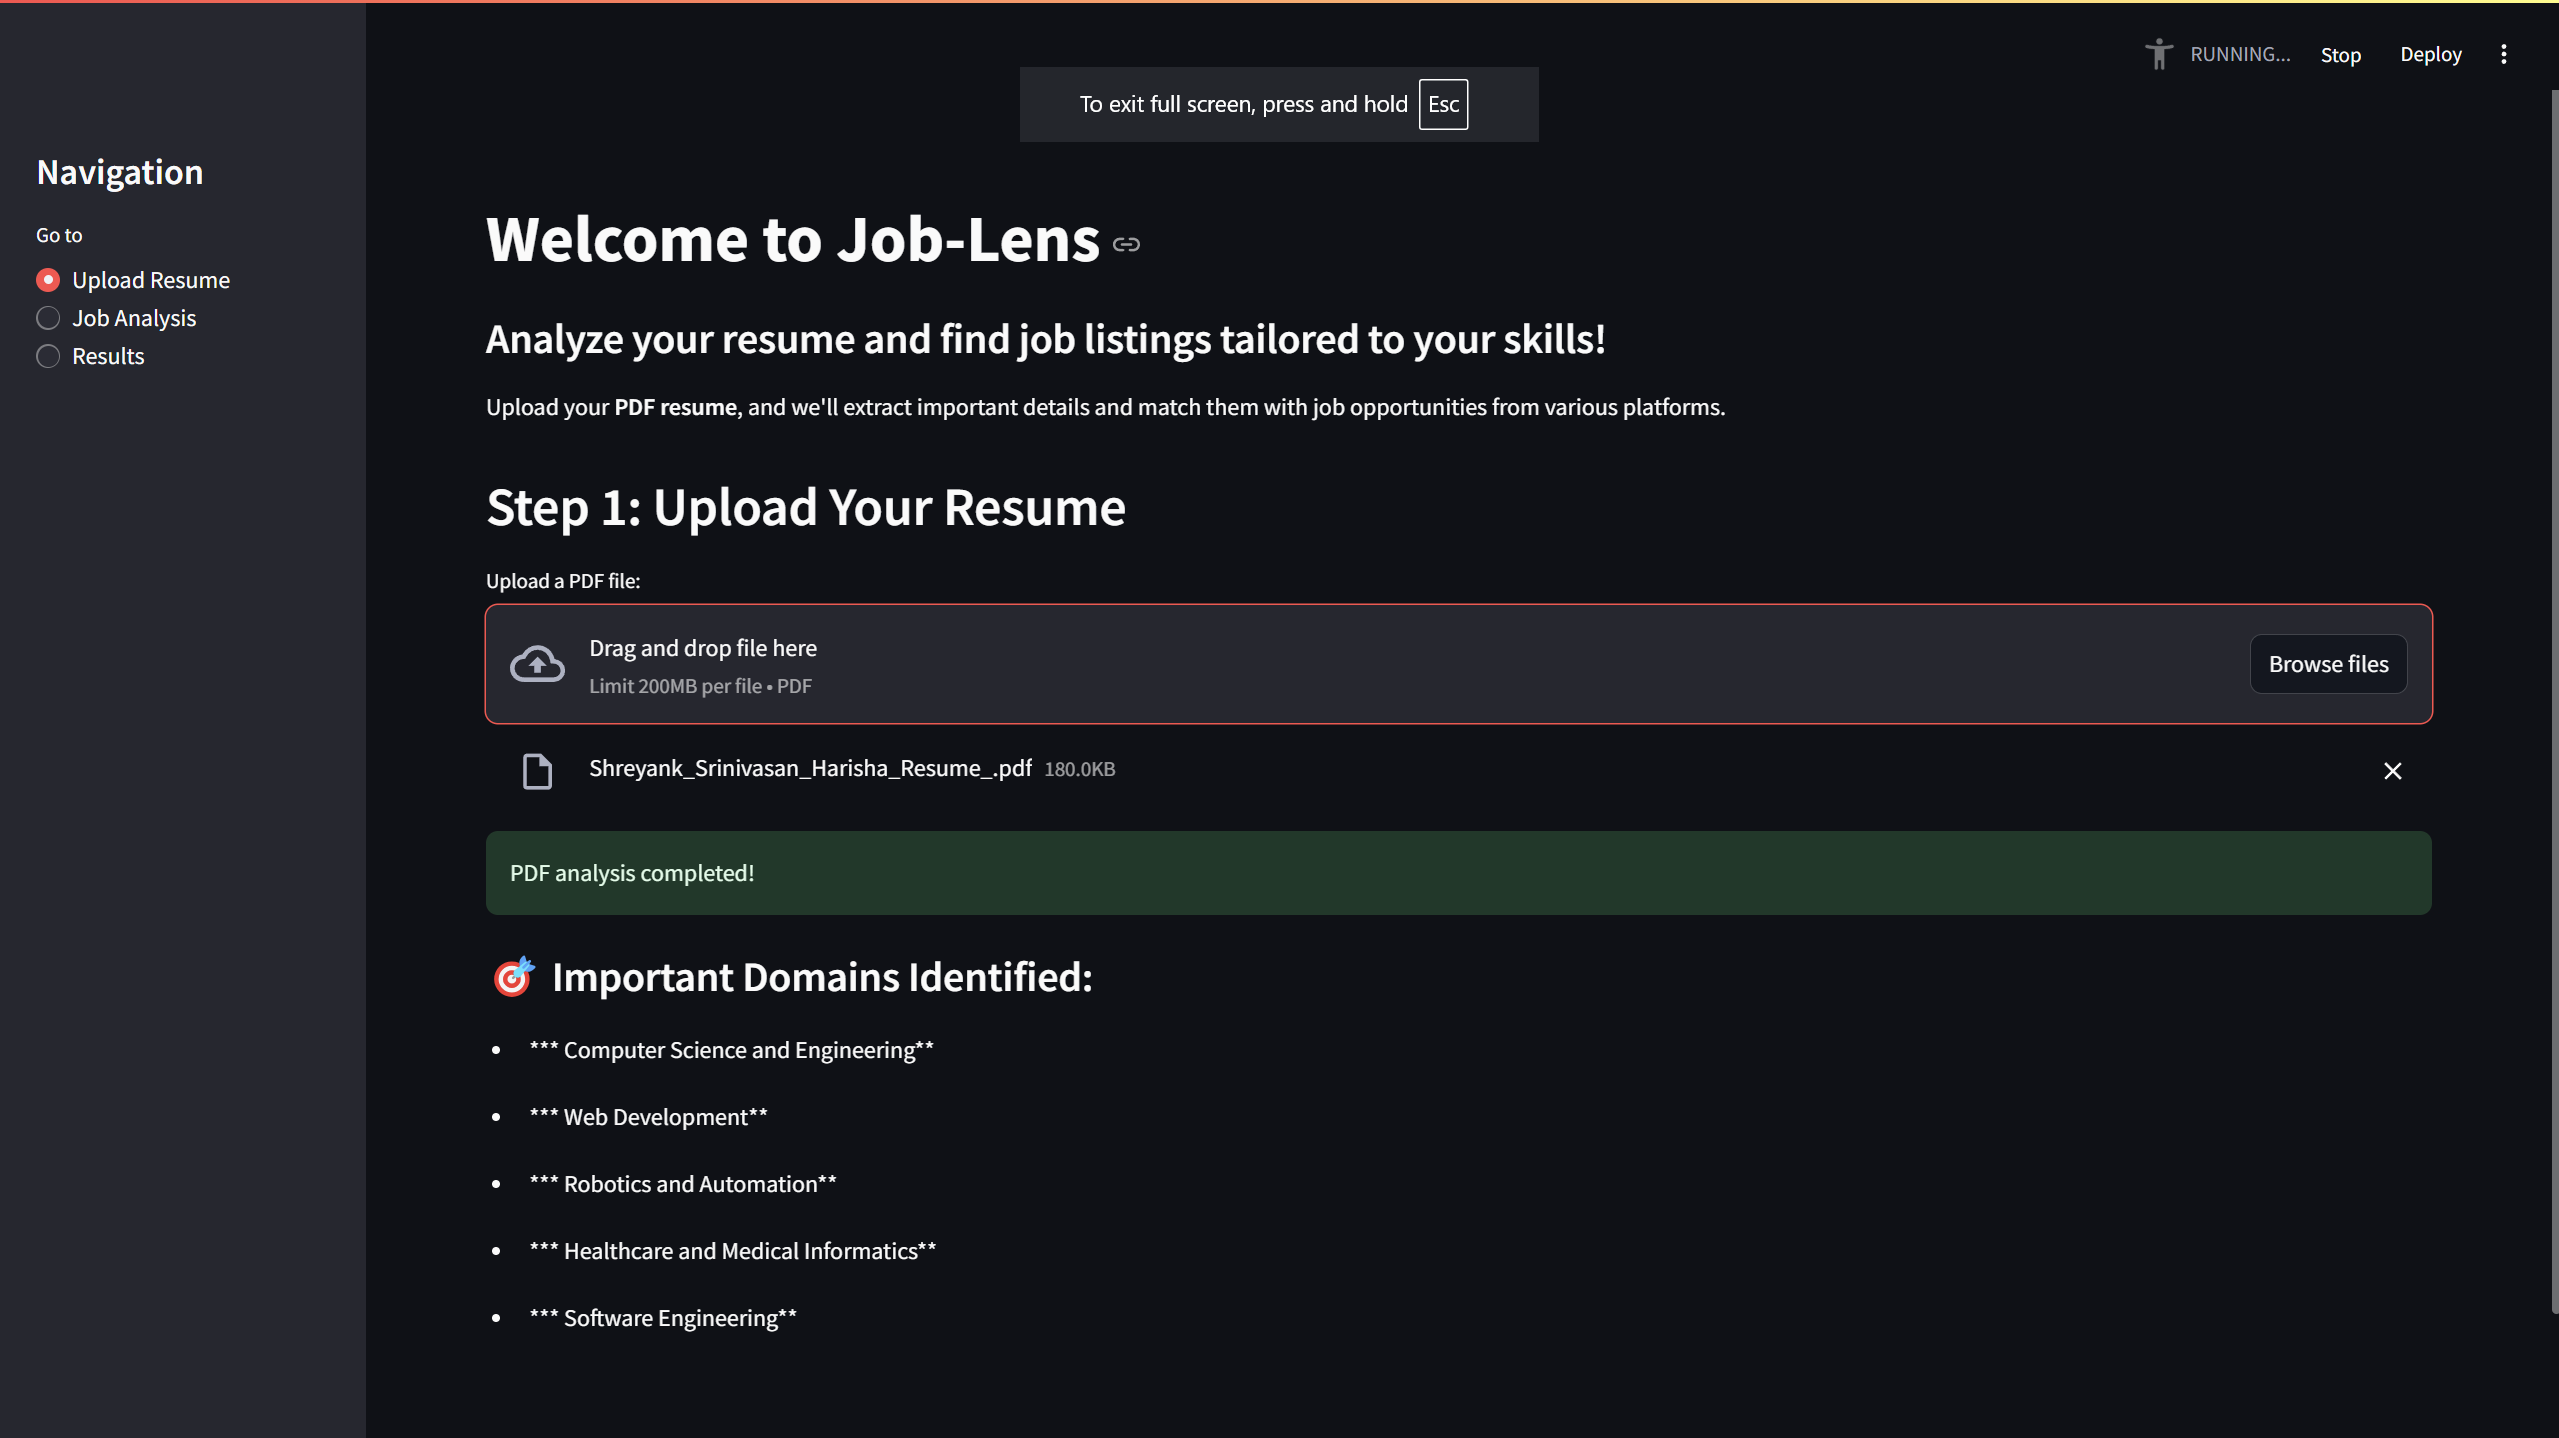 RUNNING...
Stop
Deploy
To exit full screen, press and hold Esc
Navigation
Go to
Upload Resume
Job Analysis
Results
Welcome to Job-Lens
Analyze your resume and find job listings tailored to your skills!
Upload your PDF resume, and we'll extract important details and match them with job opportunities from various platforms.
Step 1: Upload Your Resume
Upload a PDF file:
Drag and drop file here
Limit 200MB per file • PDF
Browse files
Shreyank_Srinivasan_Harisha_Resume_.pdf 180.0KB
PDF analysis completed!
🎯 Important Domains Identified:
• *** Computer Science and Engineering**
• *** Web Development**
• *** Robotics and Automation**
• *** Healthcare and Medical Informatics**
• *** Software Engineering**